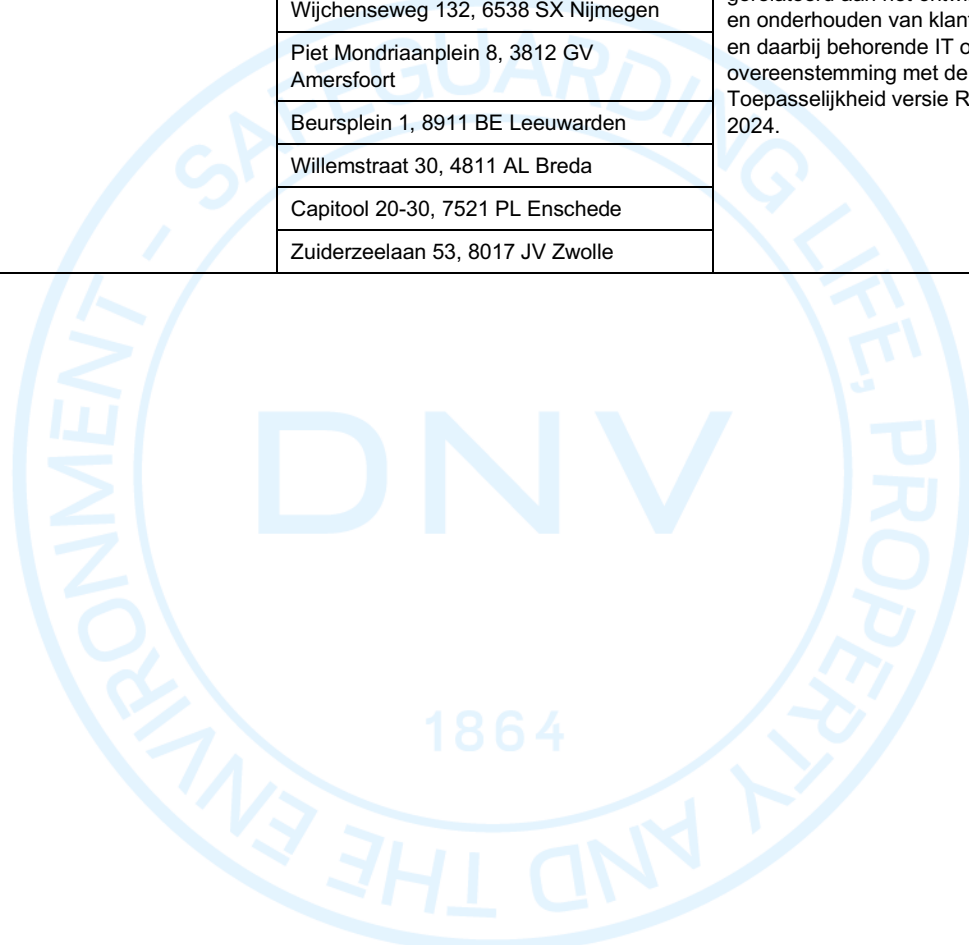 Wijchenseweg 132, 6538 SX Nijmegen
Piet Mondriaanplein 8, 3812 GV
Amersfoort
Beursplein 1, 8911 BE Leeuwarden
Willemstraat 30, 4811 AL Breda
Capitool 20-30, 7521 PL Enschede
Zuiderzeelaan 53, 8017 JV Zwolle
en onderhouden van
en daarbij behorende IT
overeenstemming met de
Toepasselijkheid versie
2024.
SAFEGUARDING LIFE, PROPERTY AND THE ENVIRONMENT -
DNV
1864